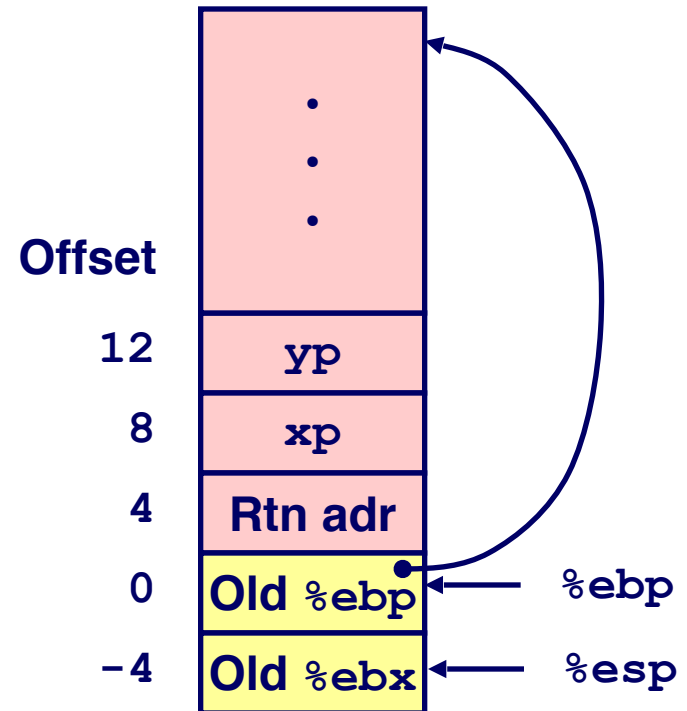 Offset
12 yp
8 xp
4 Rtn adr
0 Old %ebp %ebp
-4 Old %ebx %esp